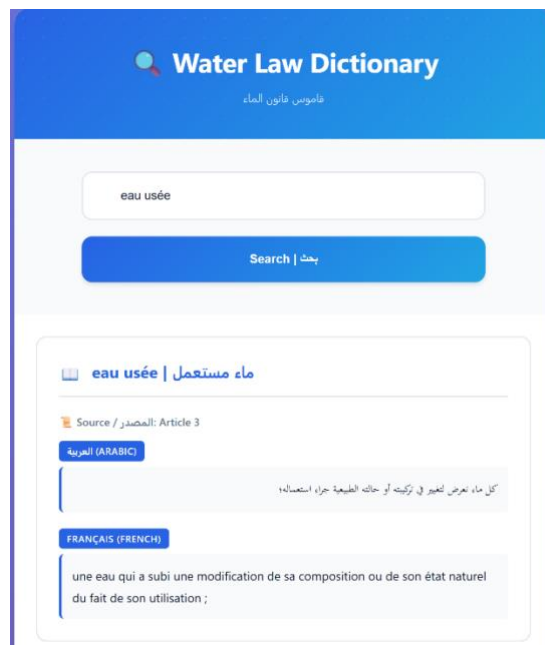 Water Law Dictionary
قاموس قانون الماء
eau usée
Search | بحث
eau usée | ماء مستعمل
Source / المصدر: Article 3
العربية (ARABIC)
كل ماء تعرض لتغيير في تركيبته أو حالته الطبيعية جراء استعماله؛
FRANÇAIS (FRENCH)
une eau qui a subi une modification de sa composition ou de son état naturel
du fait de son utilisation ;